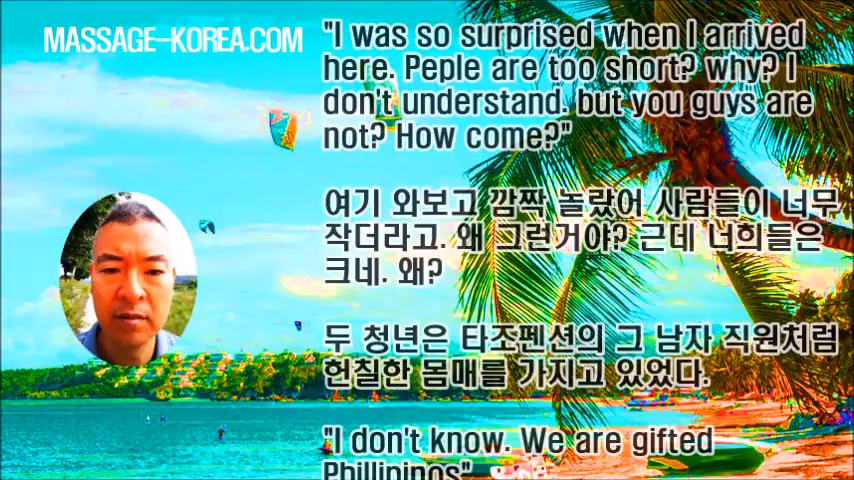 MASSAGE-KOREA.COM
"I was so surprised when I arrived
here. Peple are too short? why? I
don't understand. but you guys are
not? How come?"
여기 와보고 깜짝 놀랐어 사람들이 너무
작더라고. 왜 그런거야? 근데 너희들은
크네. 왜?
두 청년은 타조펜션의 그 남자 직원처럼
헌칠한 몸매를 가지고 있었다.
"I don't know. We are gifted
Phillipinos"